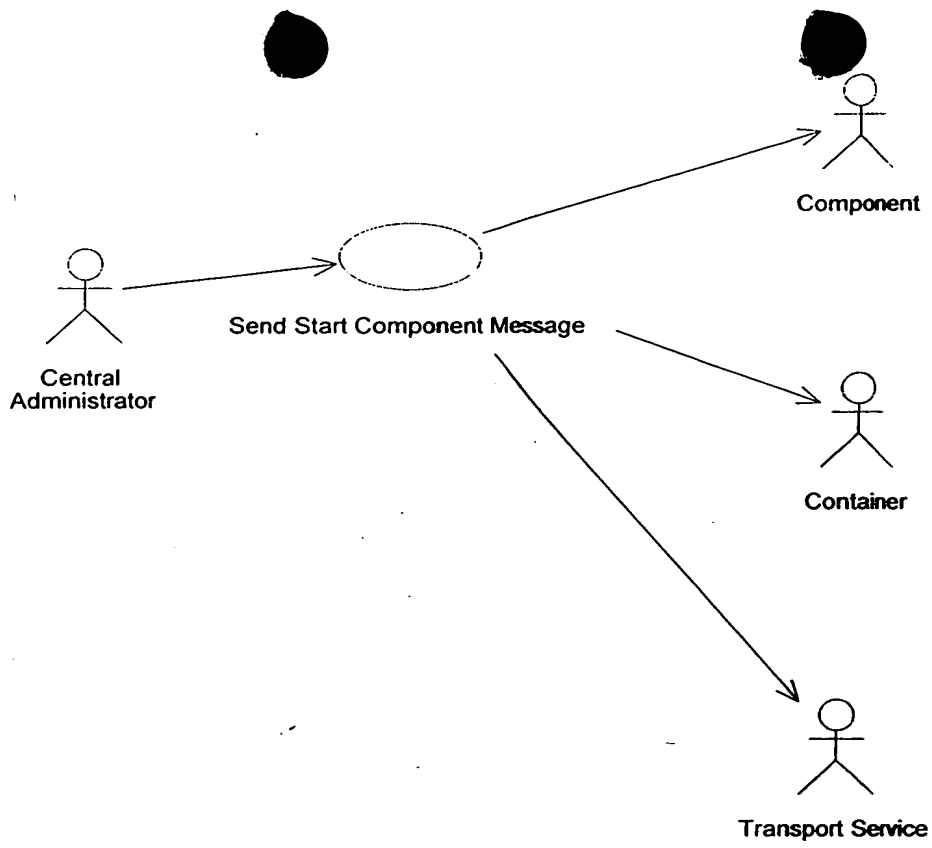 Component
Send Start Component Message
Central
Administrator
Container
Transport Service